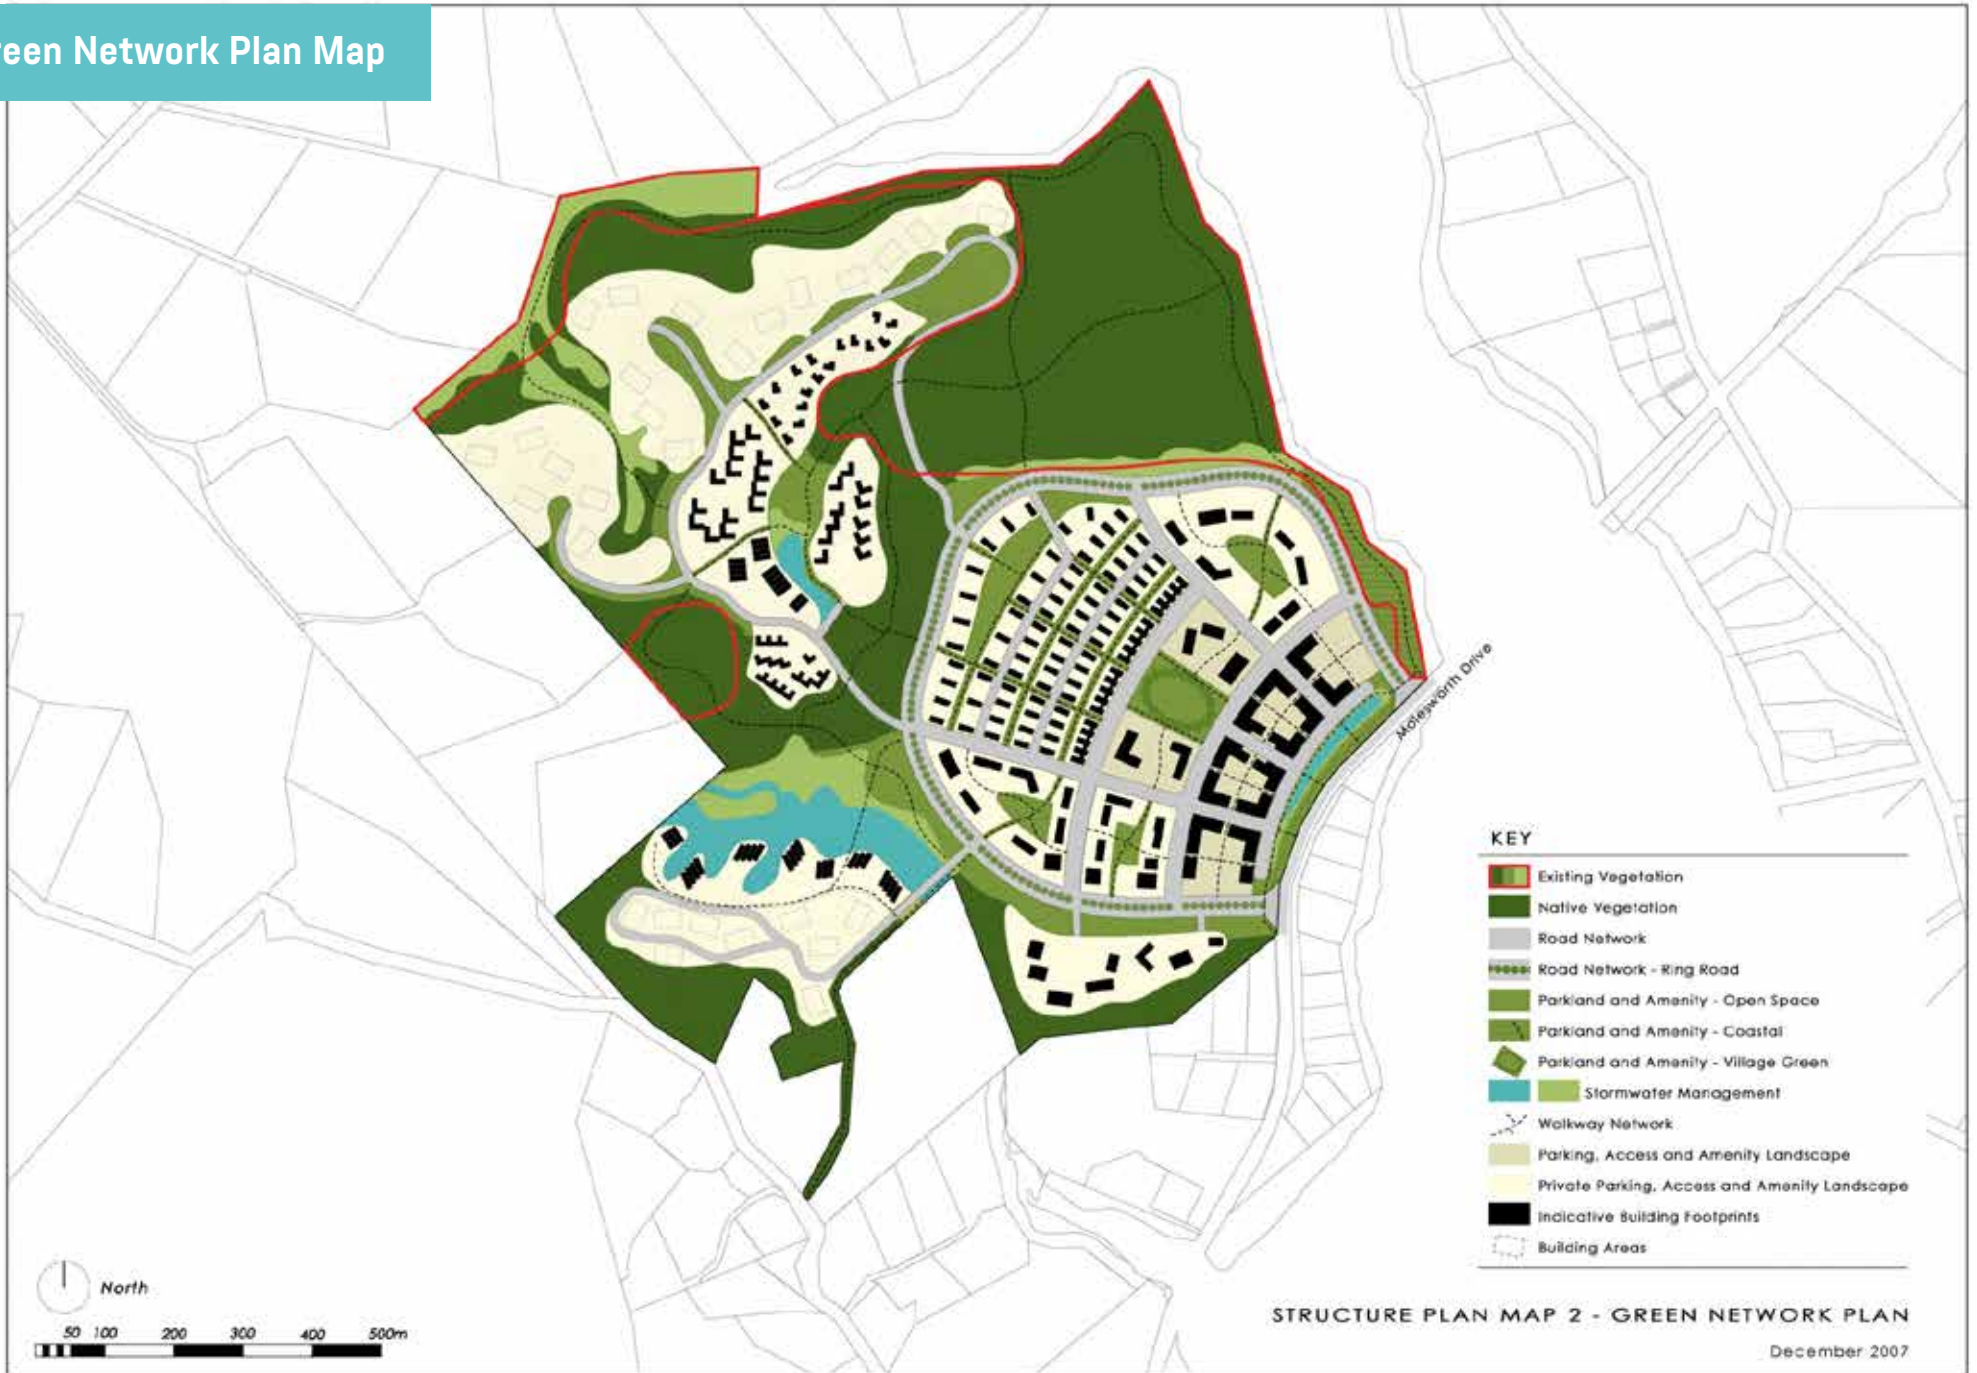 een Network Plan Map
Molesworth Drive
KEY
Existing Vegetation
Native Vegetation
Road Network
Road Network - Ring Road
Parkland and Amenity - Open Space
Parkland and Amenity - Coastal
Parkland and Amenity - Village Green
Stormwater Management
Walkway Network
Parking, Access and Amenity Landscape
Private Parking, Access and Amenity Landscape
Indicative Building Footprints
Building Areas
North
50 100 200 300 400 500m
STRUCTURE PLAN MAP 2 - GREEN NETWORK PLAN
December 2007